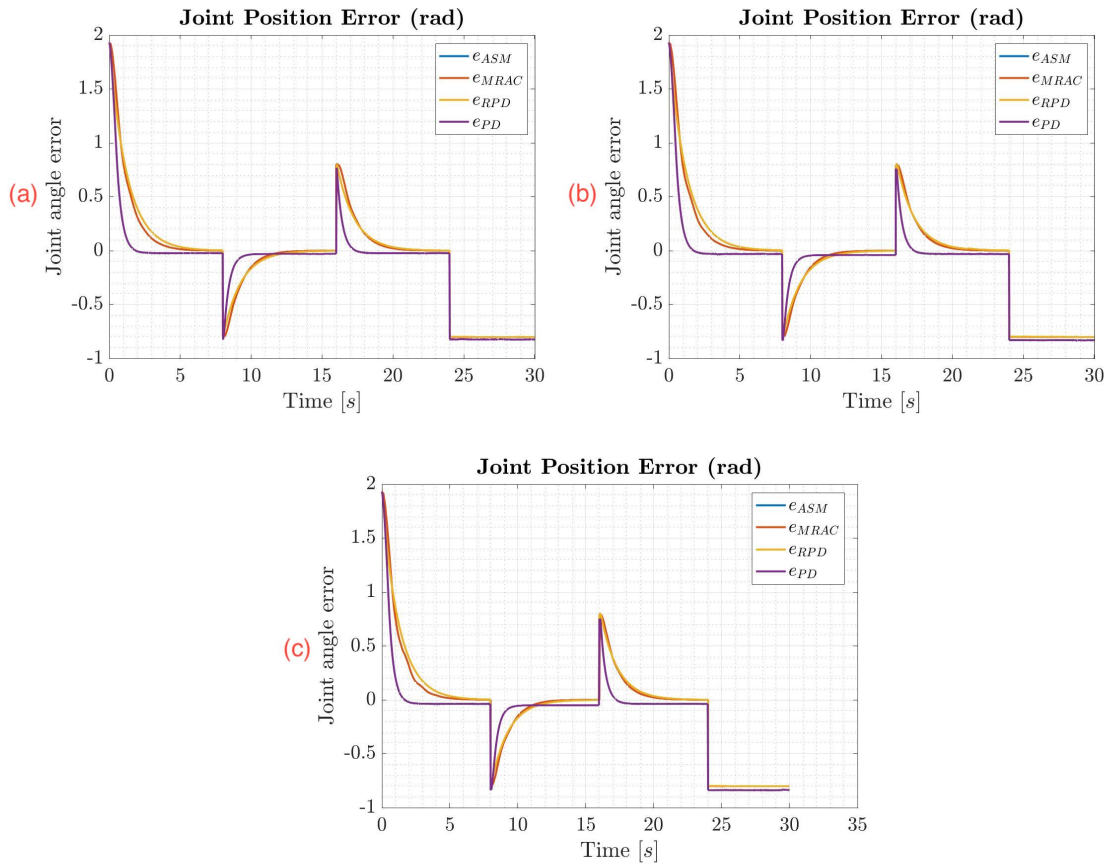 Joint Position Error (rad)
(a)
Joint angle error
2
1.5
1
0.5
0
-0.5
-1
0 5 10 15 20 25 30
Time [s]
e_ASM
e_MRAC
e_RPD
e_PD
Joint Position Error (rad)
(b)
Joint angle error
2
1.5
1
0.5
0
-0.5
-1
0 5 10 15 20 25 30
Time [s]
e_ASM
e_MRAC
e_RPD
e_PD
Joint Position Error (rad)
(c)
Joint angle error
2
1.5
1
0.5
0
-0.5
-1
0 5 10 15 20 25 30 35
Time [s]
e_ASM
e_MRAC
e_RPD
e_PD